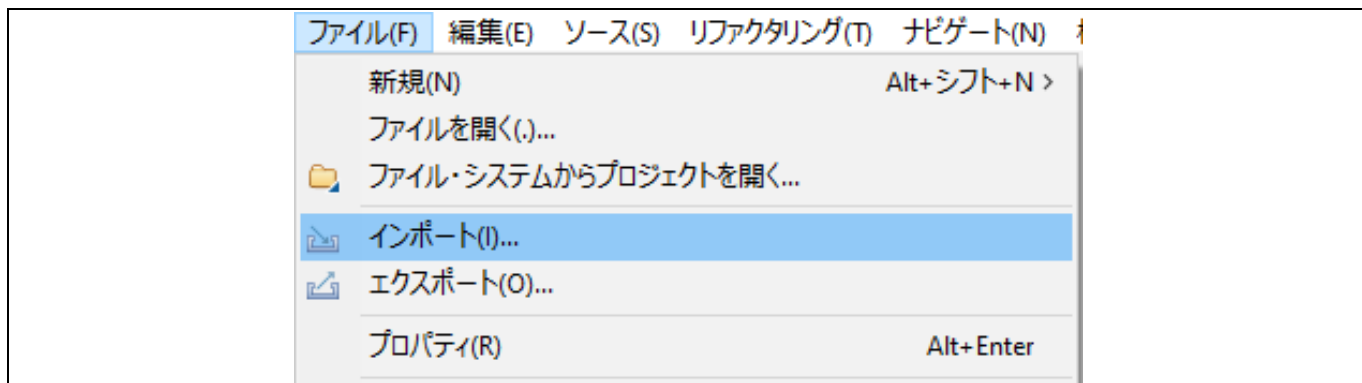 ファイル(F) 編集(E) ソース(S) リファクタリング(T) ナビゲート(N)
新規(N) Alt+シフト+N >
ファイルを開く(.)...
ファイル・システムからプロジェクトを開く...
インポート(I)...
エクスポート(O)...
プロパティ(R) Alt+Enter